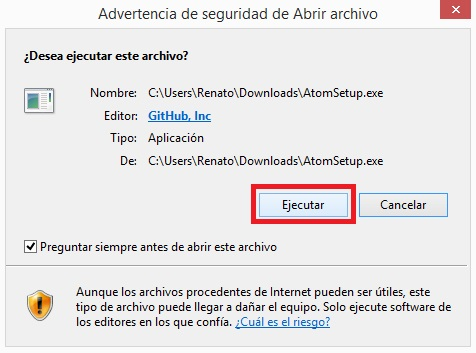 Advertencia de seguridad de Abrir archivo
¿Desea ejecutar este archivo?
Nombre: C:\Users\Renato\Downloads\AtomSetup.exe
Editor: GitHub, Inc
Tipo: Aplicación
De: C:\Users\Renato\Downloads\AtomSetup.exe
Ejecutar Cancelar
Preguntar siempre antes de abrir este archivo
Aunque los archivos procedentes de Internet pueden ser útiles, este
tipo de archivo puede llegar a dañar el equipo. Solo ejecute software de
los editores en los que confía. ¿Cuál es el riesgo?